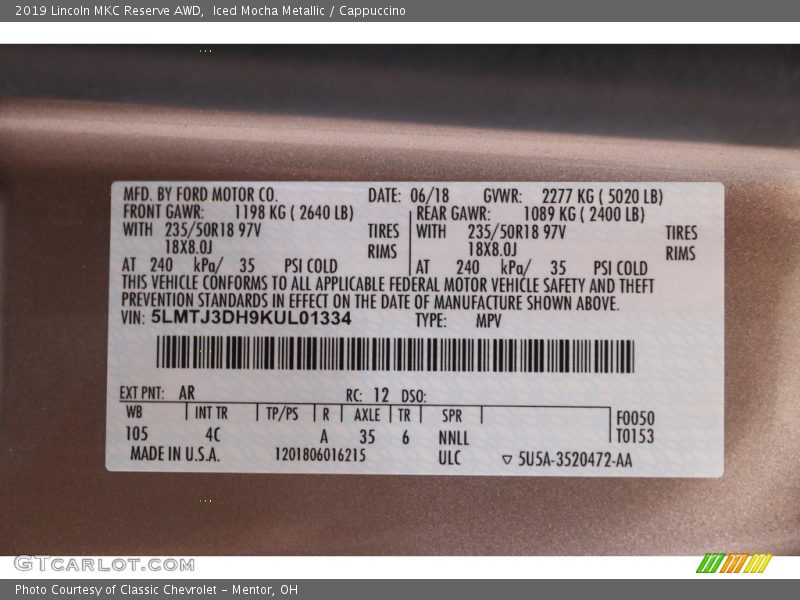 2019 Lincoln MKC Reserve AWD, Iced Mocha Metallic / Cappuccino
MFD. BY FORD MOTOR CO. DATE: 06/18 GVWR: 2277 KG ( 5020 LB)
FRONT GAWR: 1198 KG ( 2640 LB) REAR GAWR: 1089 KG ( 2400 LB)
WITH 235/50R18 97V TIRES WITH 235/50R18 97V TIRES
18X8.0J RIMS 18X8.0J RIMS
AT 240 kPa/ 35 PSI COLD AT 240 kPa/ 35 PSI COLD
THIS VEHICLE CONFORMS TO ALL APPLICABLE FEDERAL MOTOR VEHICLE SAFETY AND THEFT
PREVENTION STANDARDS IN EFFECT ON THE DATE OF MANUFACTURE SHOWN ABOVE.
VIN: 5LMTJ3DH9KUL01334 TYPE: MPV
EXT PNT: AR RC: 12 DSO:
WB INT TR TP/PS R AXLE TR SPR F0050
105 4C A 35 6 NNLL T0153
MADE IN U.S.A. 1201806016215 ULC ▽ 5U5A-3520472-AA
GTCARLOT.COM
Photo Courtesy of Classic Chevrolet - Mentor, OH